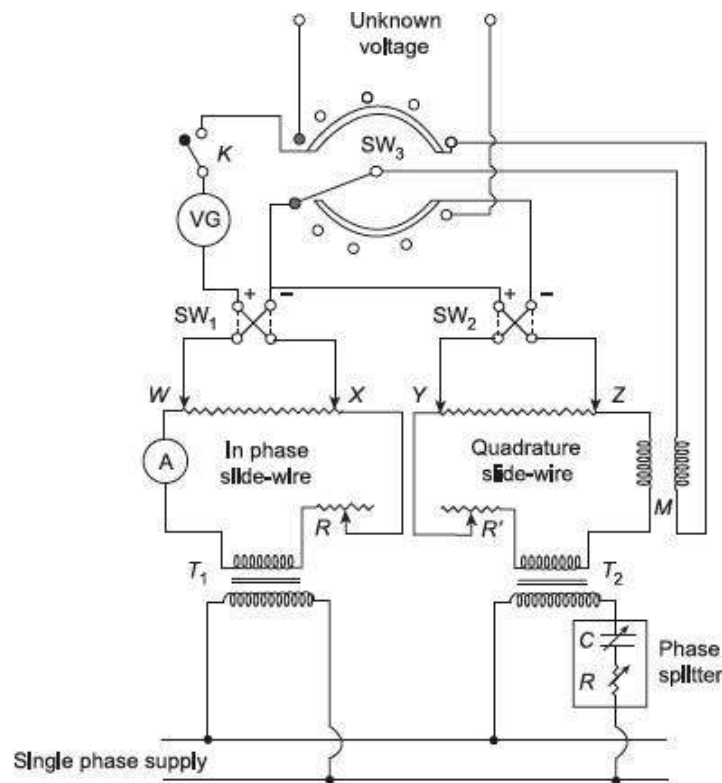 Unknown
voltage
K
SW3
VG
+ −
+ −
SW1
SW2
W
X
Y
Z
A
In phase
slide-wire
Quadrature
slide-wire
M
R
R'
T1
T2
C
R
Phase
splitter
Single phase supply